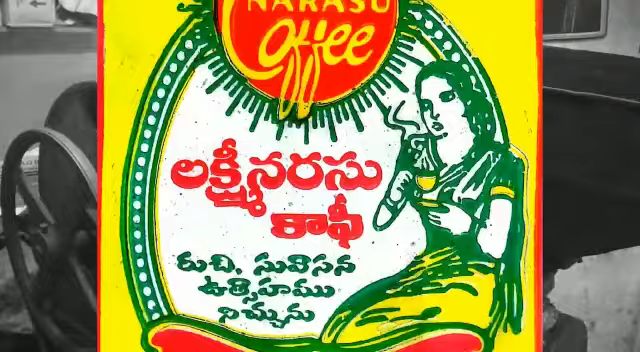 NARASU
Coffee
లక్ష్మీనరసు
కాఫీ
రుచి, సువాసన
ఉత్సాహము
నిచ్చును